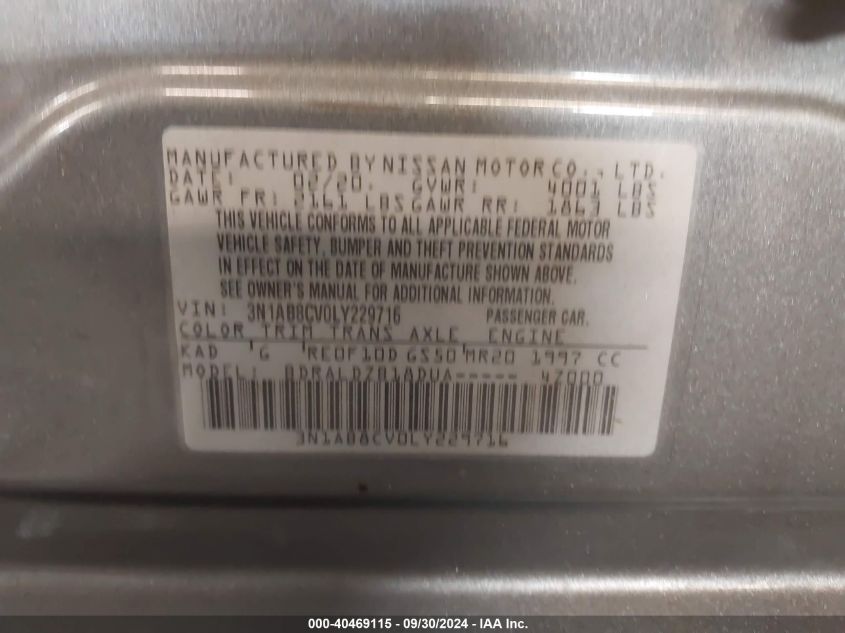 MANUFACTURED BY NISSAN MOTOR CO., LTD.
DATE: 02/20. GVWR: 4001 LBS
GAWR FR: 2161 LBS GAWR RR: 1863 LBS
THIS VEHICLE CONFORMS TO ALL APPLICABLE FEDERAL MOTOR
VEHICLE SAFETY, BUMPER AND THEFT PREVENTION STANDARDS
IN EFFECT ON THE DATE OF MANUFACTURE SHOWN ABOVE.
SEE OWNER'S MANUAL FOR ADDITIONAL INFORMATION.
VIN: 3N1AB8CV0LY229716 PASSENGER CAR.
COLOR TRIM TRANS AXLE ENGINE
KAD G RE0F10D GS50 MR20 1997 CC
MODEL: BDRALDZ818DUA----- 4Z000
3N1AB8CV0LY229716
000-40469115 - 09/30/2024 - IAA Inc.